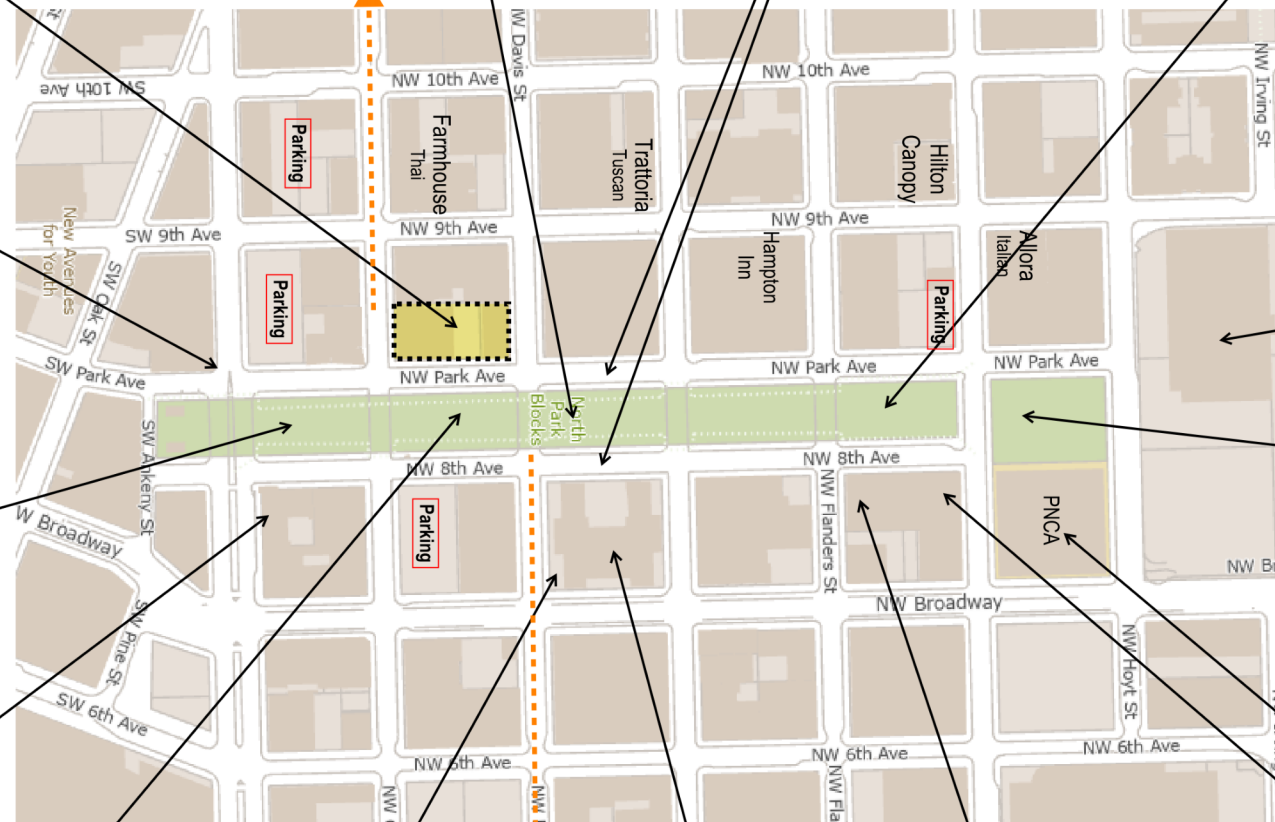 NW Davis St
NW 10th Ave
NW 10th Ave
SW 10th Ave
NW Irving St
Parking
Farmhouse
Thai
Trattoria
Tuscan
Hilton
Canopy
New Avenues
for Youth
SW 9th Ave
NW 9th Ave
NW 9th Ave
SW Oak St
Parking
Hampton
Inn
Parking
Allora
Italian
SW Park Ave
NW Park Ave
NW Park Ave
NW Park Ave
North
Park
Blocks
SW Ankeny St
NW 8th Ave
NW 8th Ave
W Broadway
Parking
NW Flanders St
PNCA
NW Broadway
SW Pine St
NW Hoyt St
SW 6th Ave
NW 6th Ave
NW 6th Ave
NW 6th Ave
NW
NW
NW Fla